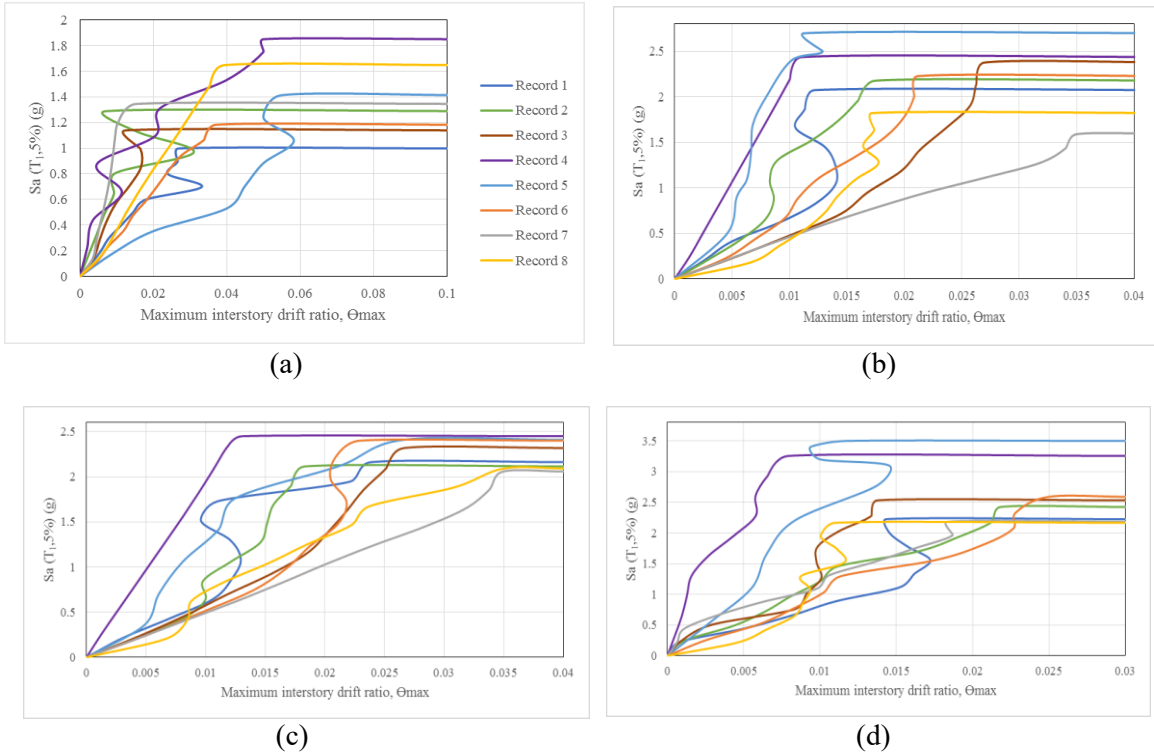 Sa (T1,5%) (g)
2
1.8
1.6
1.4
1.2
1
0.8
0.6
0.4
0.2
0
0 0.02 0.04 0.06 0.08 0.1
Maximum interstory drift ratio, Θmax
Record 1
Record 2
Record 3
Record 4
Record 5
Record 6
Record 7
Record 8
(a)
Sa (T1,5%) (g)
2.5
2
1.5
1
0.5
0
0 0.005 0.01 0.015 0.02 0.025 0.03 0.035 0.04
Maximum interstory drift ratio, Θmax
(b)
Sa (T1,5%) (g)
2.5
2
1.5
1
0.5
0
0 0.005 0.01 0.015 0.02 0.025 0.03 0.035 0.04
Maximum interstory drift ratio, Θmax
(c)
Sa (T1,5%) (g)
3.5
3
2.5
2
1.5
1
0.5
0
0 0.005 0.01 0.015 0.02 0.025 0.03
Maximum interstory drift ratio, Θmax
(d)